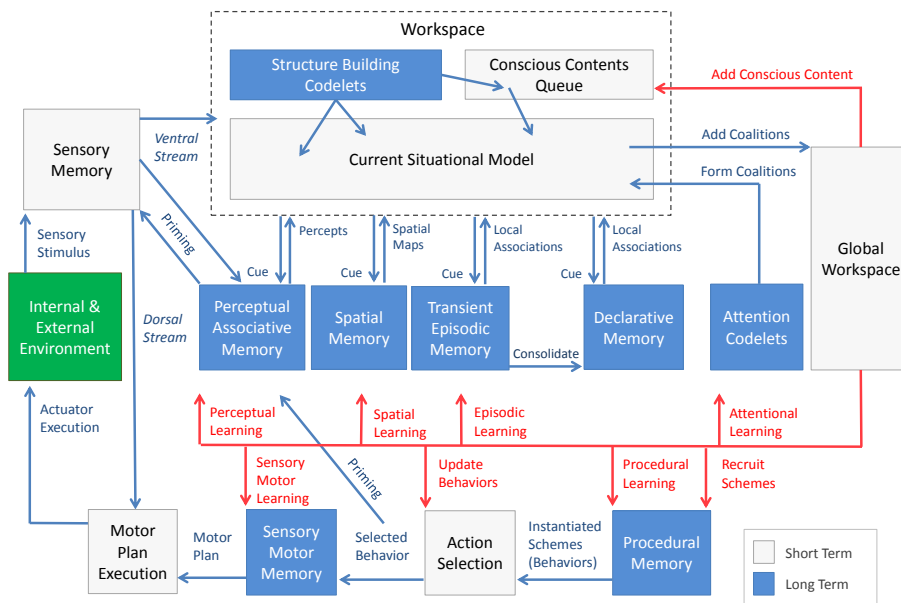 Workspace
Structure Building
Codelets
Conscious Contents
Queue
Add Conscious Content
Sensory
Memory
Ventral
Stream
Current Situational Model
Add Coalitions
Form Coalitions
Priming
Sensory
Stimulus
Percepts
Cue
Spatial
Maps
Cue
Local
Associations
Cue
Local
Associations
Cue
Global
Workspace
Internal &
External
Environment
Dorsal
Stream
Perceptual
Associative
Memory
Spatial
Memory
Transient
Episodic
Memory
Consolidate
Declarative
Memory
Attention
Codelets
Actuator
Execution
Perceptual
Learning
Spatial
Learning
Episodic
Learning
Attentional
Learning
Sensory
Motor
Learning
Priming
Update
Behaviors
Procedural
Learning
Recruit
Schemes
Motor
Plan
Execution
Motor
Plan
Sensory
Motor
Memory
Selected
Behavior
Action
Selection
Instantiated
Schemes
(Behaviors)
Procedural
Memory
Short Term
Long Term